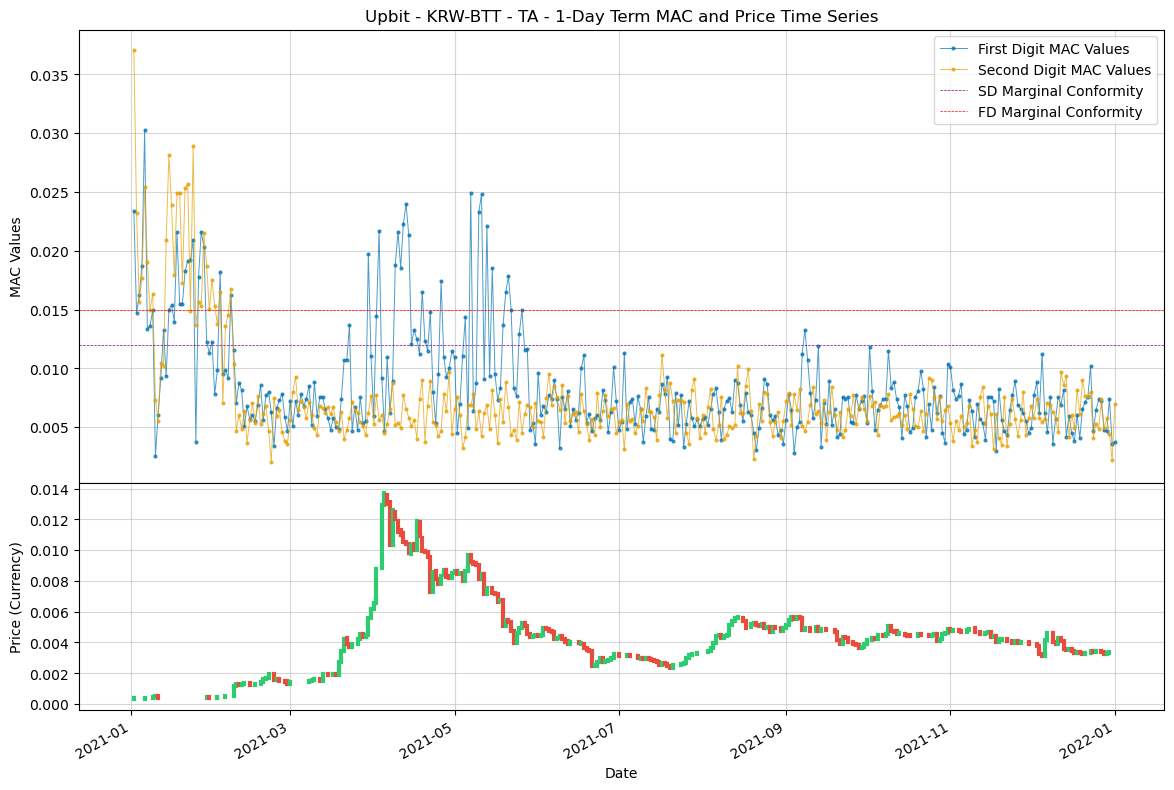 Upbit - KRW-BTT - TA - 1-Day Term MAC and Price Time Series
First Digit MAC Values
Second Digit MAC Values
SD Marginal Conformity
FD Marginal Conformity
MAC Values
0.035
0.030
0.025
0.020
0.015
0.010
0.005
Price (Currency)
0.014
0.012
0.010
0.008
0.006
0.004
0.002
0.000
2021-01
2021-03
2021-05
2021-07
2021-09
2021-11
2022-01
Date